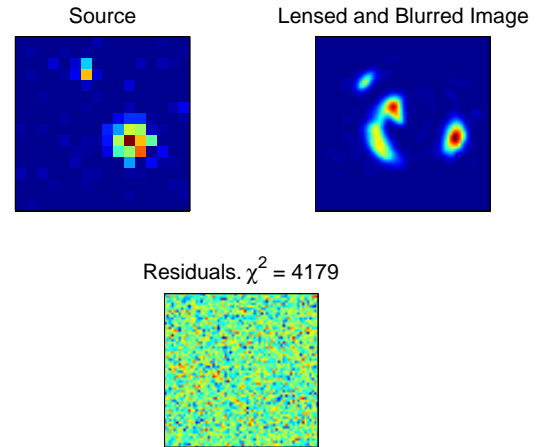 Source
Lensed and Blurred Image
Residuals. χ² = 4179